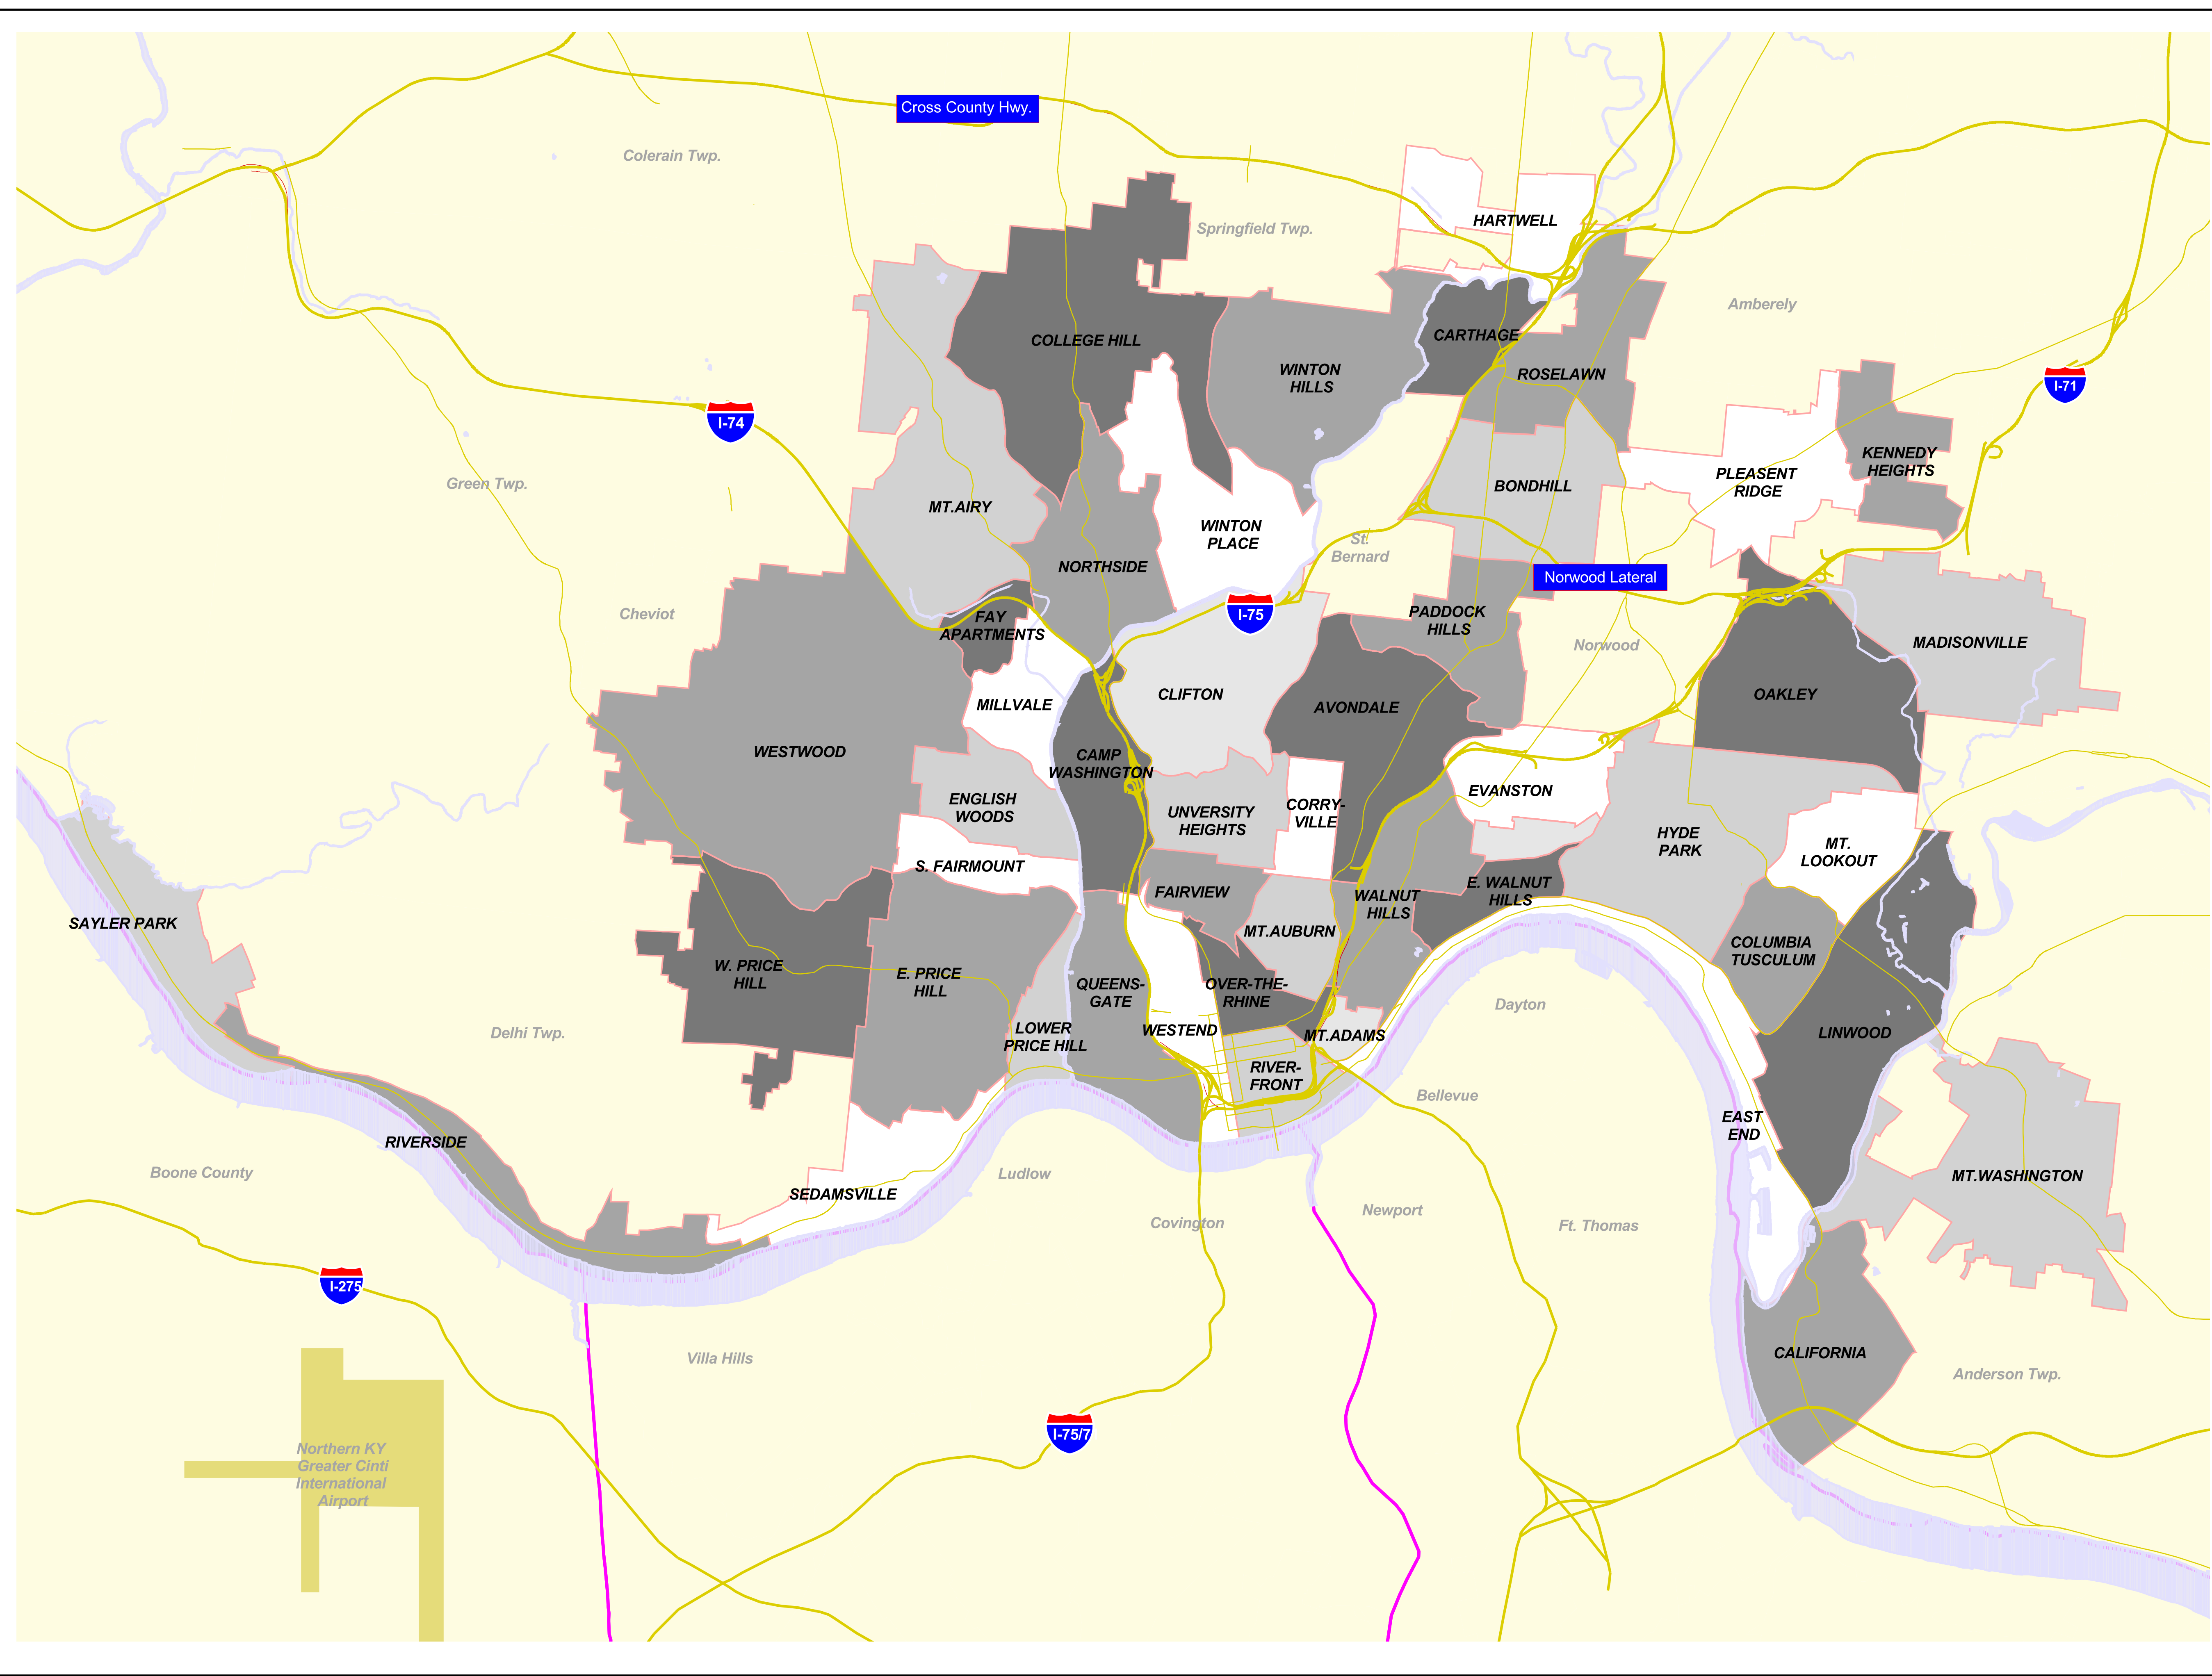 Cross County Hwy.
Colerain Twp.
HARTWELL
Springfield Twp.
Amberely
COLLEGE HILL
CARTHAGE
WINTON
HILLS
ROSELAWN
I-71
I-74
Green Twp.
MT.AIRY
BONDHILL
PLEASENT
RIDGE
KENNEDY
HEIGHTS
WINTON
PLACE
St.
Bernard
NORTHSIDE
Norwood Lateral
Cheviot
FAY
APARTMENTS
I-75
PADDOCK
HILLS
Norwood
MADISONVILLE
MILLVALE
CLIFTON
AVONDALE
OAKLEY
WESTWOOD
CAMP
WASHINGTON
ENGLISH
WOODS
UNVERSITY
HEIGHTS
CORRY-
VILLE
EVANSTON
HYDE
PARK
MT.
LOOKOUT
S. FAIRMOUNT
FAIRVIEW
WALNUT
HILLS
E. WALNUT
HILLS
SAYLER PARK
MT.AUBURN
COLUMBIA
TUSCULUM
W. PRICE
HILL
E. PRICE
HILL
QUEENS-
GATE
OVER-THE-
RHINE
Dayton
Delhi Twp.
LOWER
PRICE HILL
WESTEND
MT.ADAMS
LINWOOD
RIVER-
FRONT
Bellevue
EAST
END
RIVERSIDE
Boone County
Ludlow
MT.WASHINGTON
SEDAMSVILLE
Covington
Newport
Ft. Thomas
I-275
Villa Hills
CALIFORNIA
Anderson Twp.
I-75/7
Northern KY
Greater Cinti
International
Airport